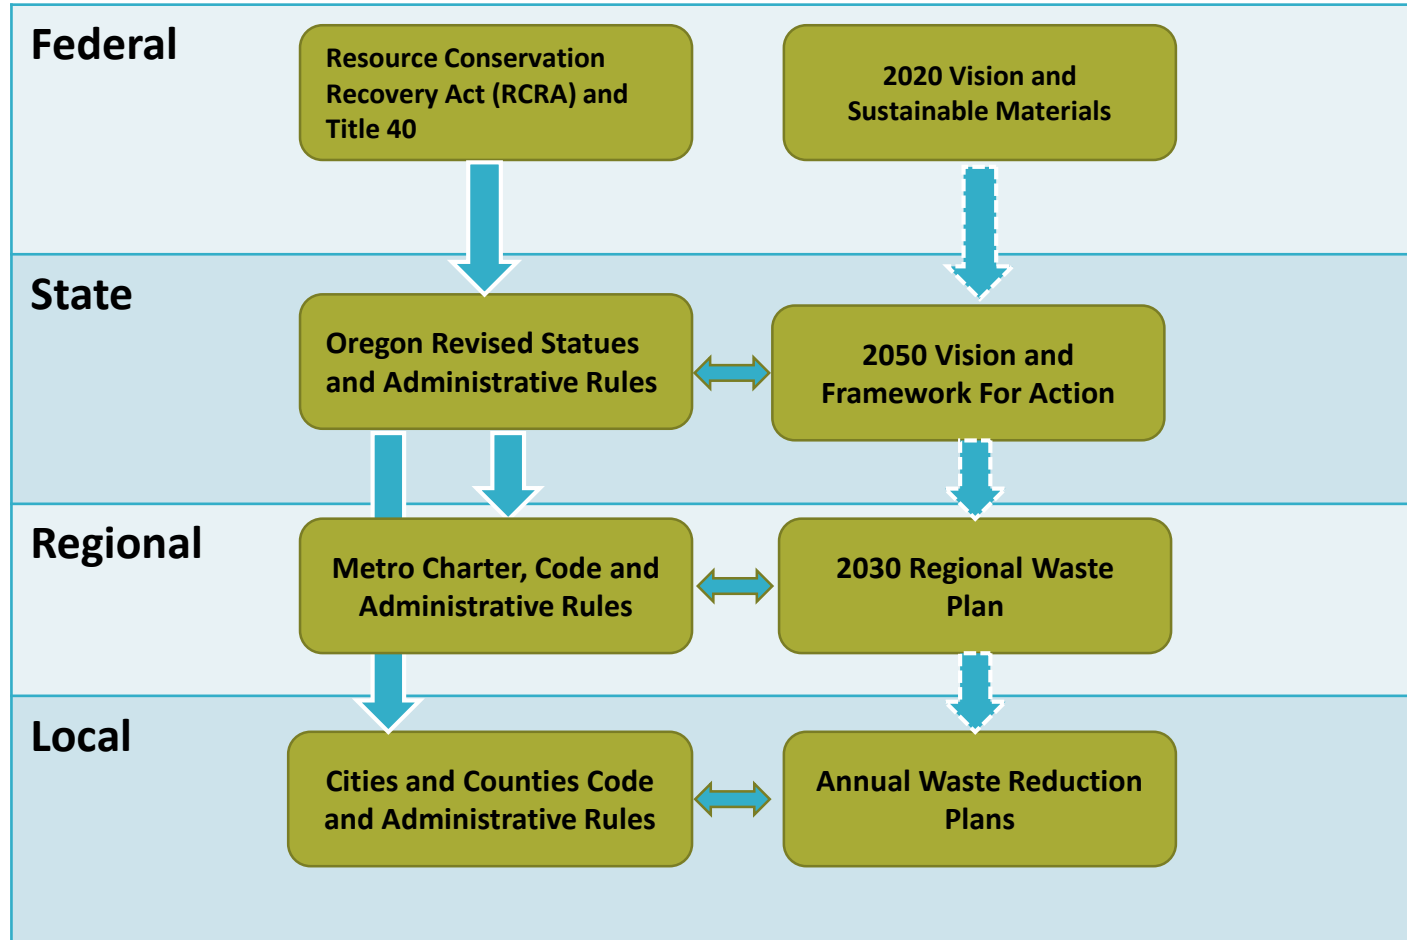 Federal
Resource Conservation
Recovery Act (RCRA) and
Title 40
2020 Vision and
Sustainable Materials
State
Oregon Revised Statues
and Administrative Rules
2050 Vision and
Framework For Action
Regional
Metro Charter, Code and
Administrative Rules
2030 Regional Waste
Plan
Local
Cities and Counties Code
and Administrative Rules
Annual Waste Reduction
Plans